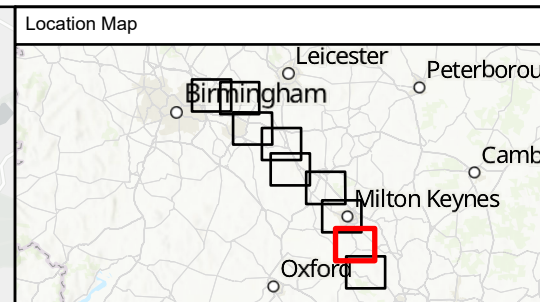 Location Map
Leicester
Peterborou
Birmingham
Camb
Milton Keynes
Oxford